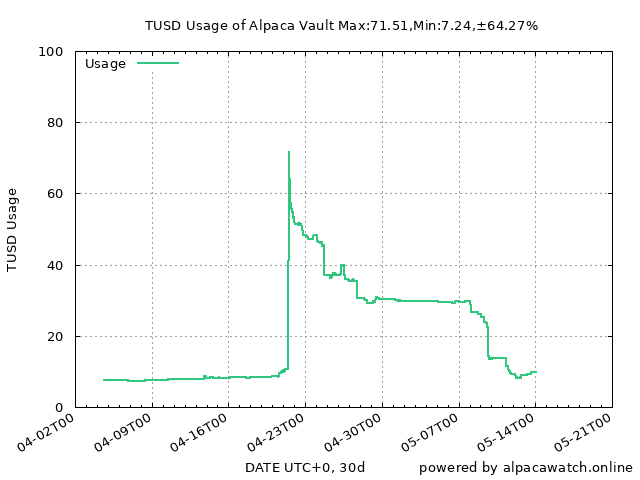 TUSD Usage of Alpaca Vault Max:71.51,Min:7.24,±64.27%
Usage
TUSD Usage
100
80
60
40
20
0
04-02T00 04-09T00 04-16T00 04-23T00 04-30T00 05-07T00 05-14T00 05-21T00
DATE UTC+0, 30d powered by alpacawatch.online